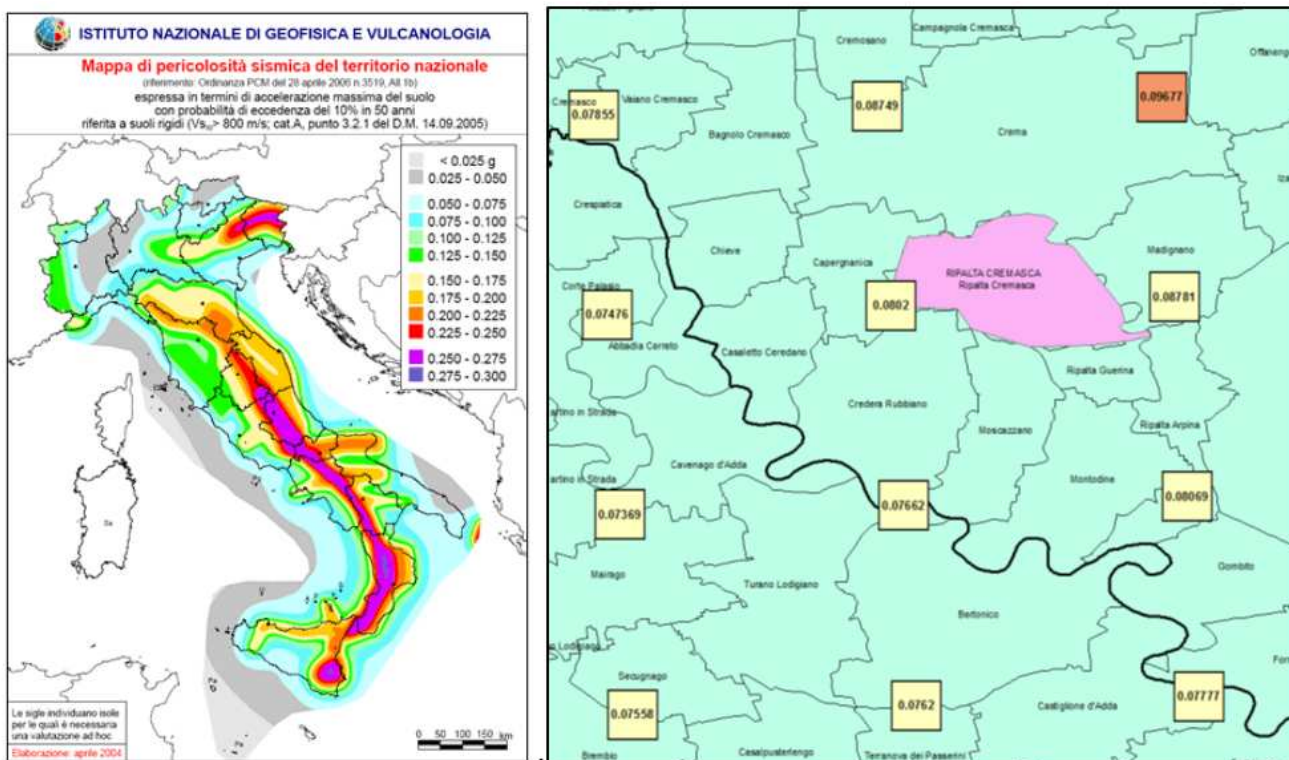 ISTITUTO NAZIONALE DI GEOFISICA E VULCANOLOGIA
Mappa di pericolosità sismica del territorio nazionale
(riferimento: Ordinanza PCM del 28 aprile 2006 n.3519, All.1b)
espressa in termini di accelerazione massima del suolo
con probabilità di eccedenza del 10% in 50 anni
riferita a suoli rigidi (Vs30> 800 m/s; cat.A, punto 3.2.1 del D.M. 14.09.2005)
< 0.025 g
0.025 - 0.050
0.050 - 0.075
0.075 - 0.100
0.100 - 0.125
0.125 - 0.150
0.150 - 0.175
0.175 - 0.200
0.200 - 0.225
0.225 - 0.250
0.250 - 0.275
0.275 - 0.300
Le sigle individuano isole
per le quali è necessaria
una valutazione ad hoc
Elaborazione: aprile 2004
0 50 100 150
km
Campagnola Cremasca
Cremosano
Cremasco
Vaiano Cremasco
0.07855
0.08749
0.09677
Bagnolo Cremasco
Crema
Crespiatica
Chieve
Capergnanica
RIPALTA CREMASCA
Ripalta Cremasca
Madignano
Corte Palasio
0.07476
0.0802
0.08781
Abbadia Cerreto
Casaletto Ceredano
Ripalta Guerina
Credera Rubbiano
Moscazzano
Ripalta Arpina
artino in Strada
Cavenago d'Adda
Montodine
artino in Strada
0.07369
0.07662
0.08069
Mairago
Turano Lodigiano
Bertonico
Gombito
Lodigiago
Secugnago
0.07558
0.0762
0.07777
Castiglione d'Adda
Brembio
Casalpusterlengo
Terranova dei Passerini